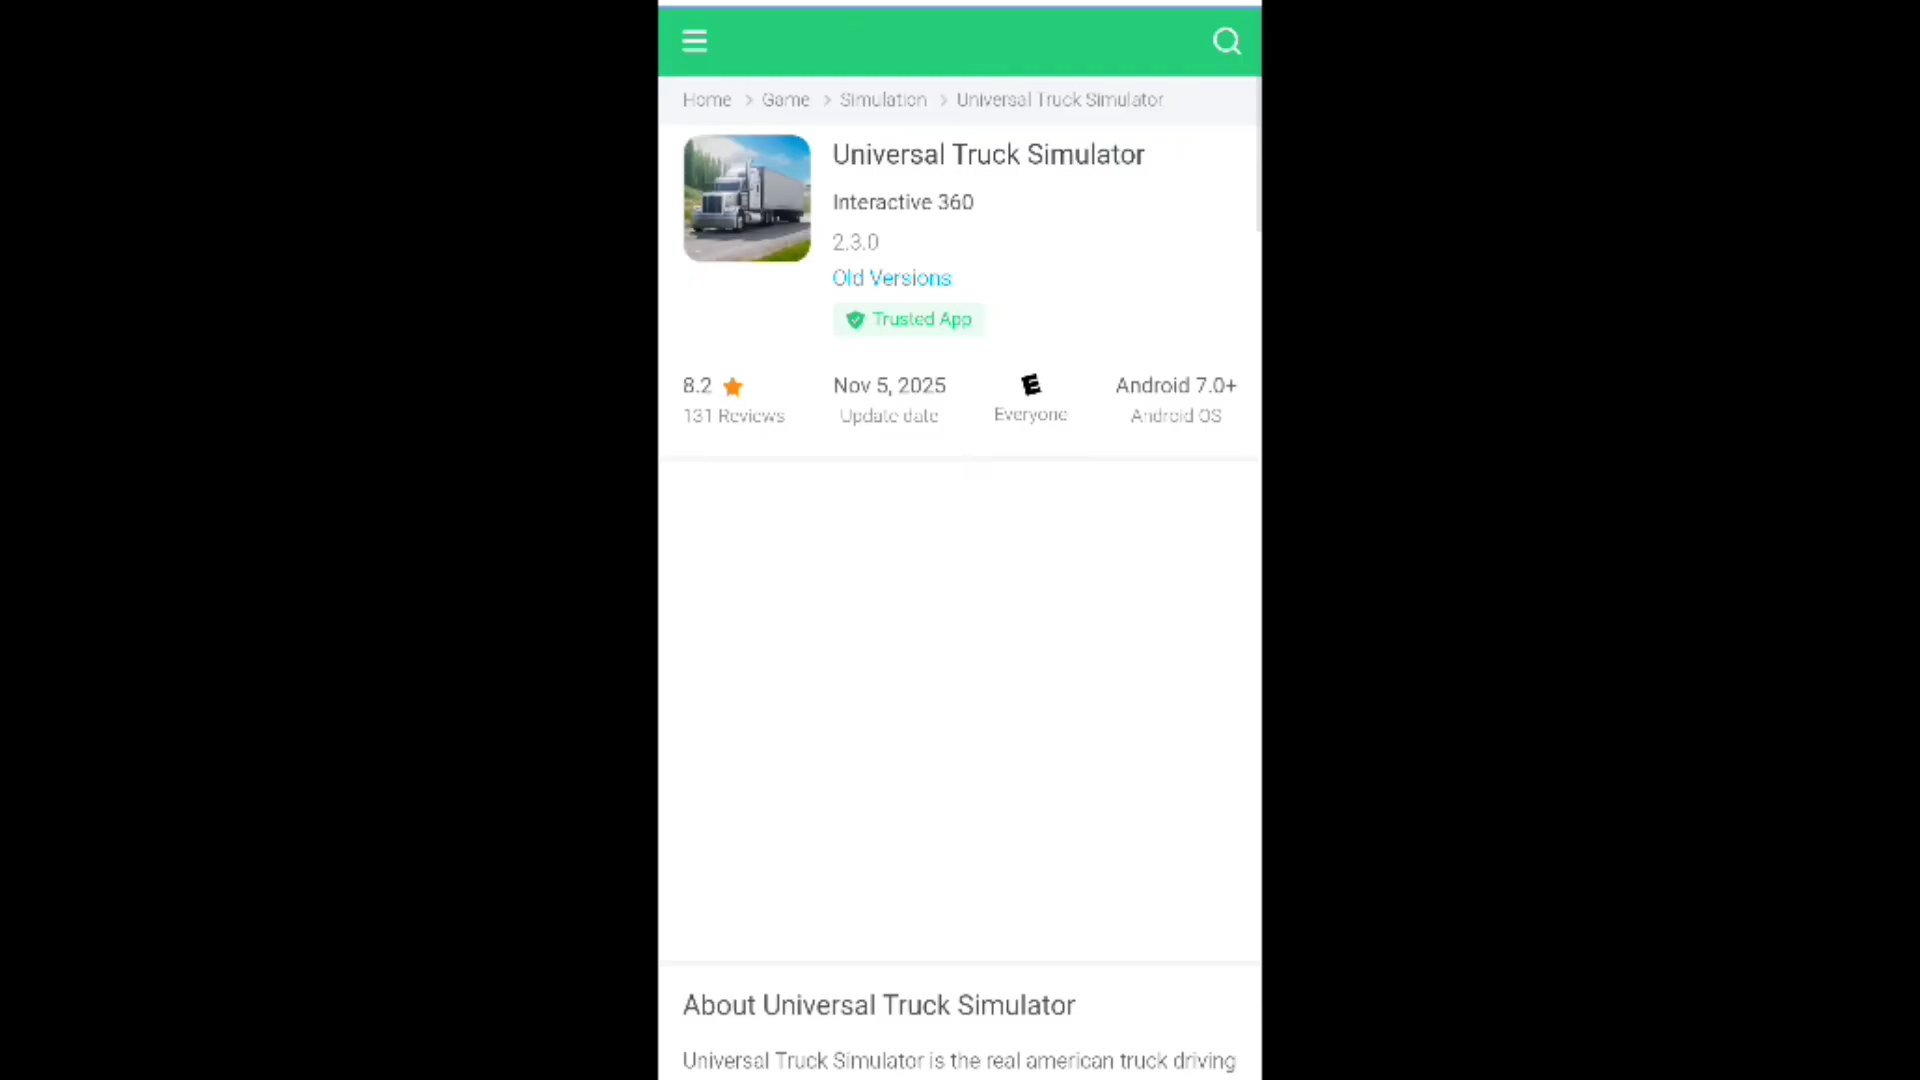 Home > Game > Simulation > Universal Truck Simulator
Universal Truck Simulator
Interactive 360
2.3.0
Old Versions
Trusted App
8.2 Nov 5, 2025 E Android 7.0+
131 Reviews Update date Everyone Android OS
About Universal Truck Simulator
Universal Truck Simulator is the real american truck driving